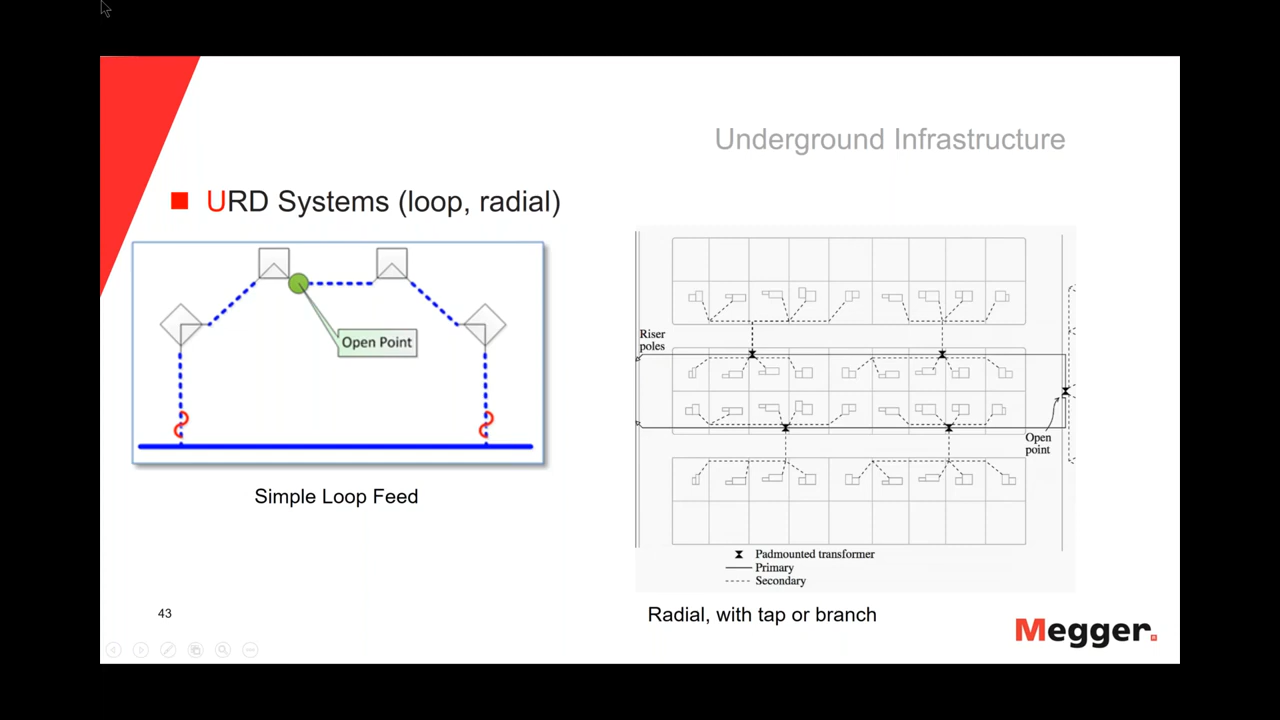 Underground Infrastructure
URD Systems (loop, radial)
Open Point
Simple Loop Feed
Riser
poles
Open
point
Padmounted transformer
Primary
Secondary
Radial, with tap or branch
43
Megger